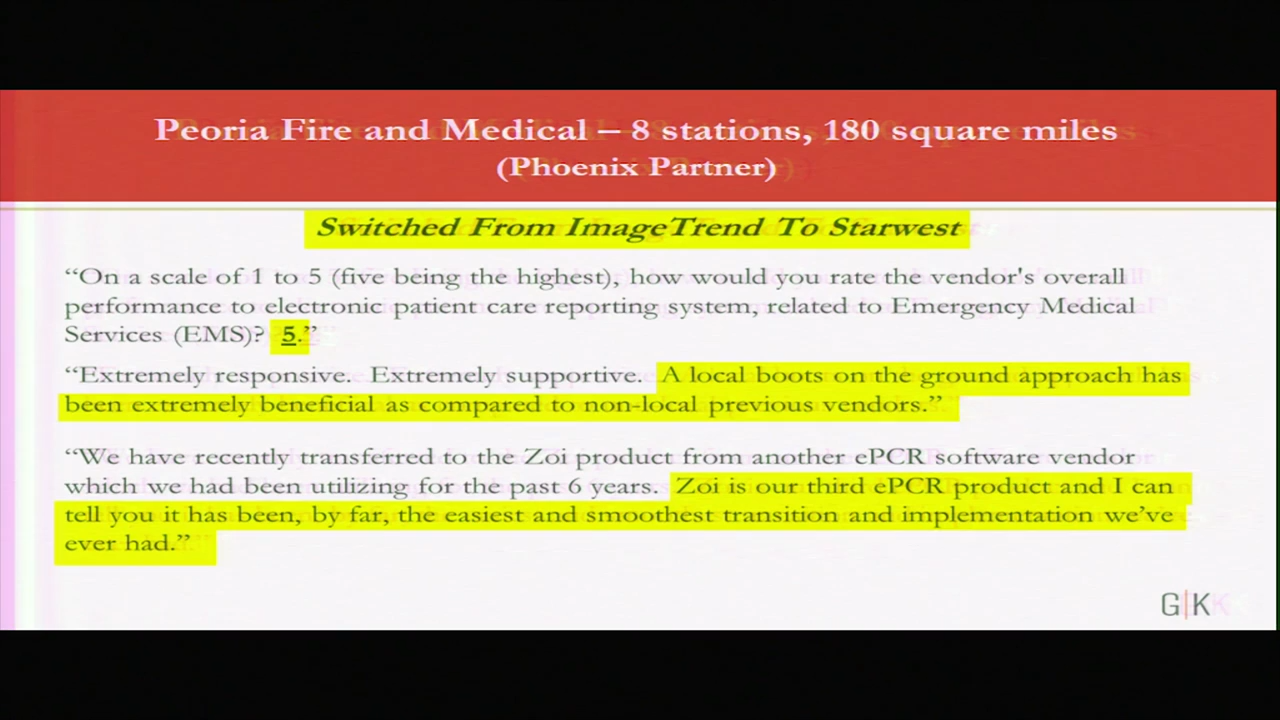 Peoria Fire and Medical – 8 stations, 180 square miles
(Phoenix Partner)
Switched From ImageTrend To Starwest
“On a scale of 1 to 5 (five being the highest), how would you rate the vendor's overall
performance to electronic patient care reporting system, related to Emergency Medical
Services (EMS)? 5.”
“Extremely responsive. Extremely supportive. A local boots on the ground approach has
been extremely beneficial as compared to non-local previous vendors.”
“We have recently transferred to the Zoi product from another ePCR software vendor
which we had been utilizing for the past 6 years. Zoi is our third ePCR product and I can
tell you it has been, by far, the easiest and smoothest transition and implementation we’ve
ever had.”
G|K